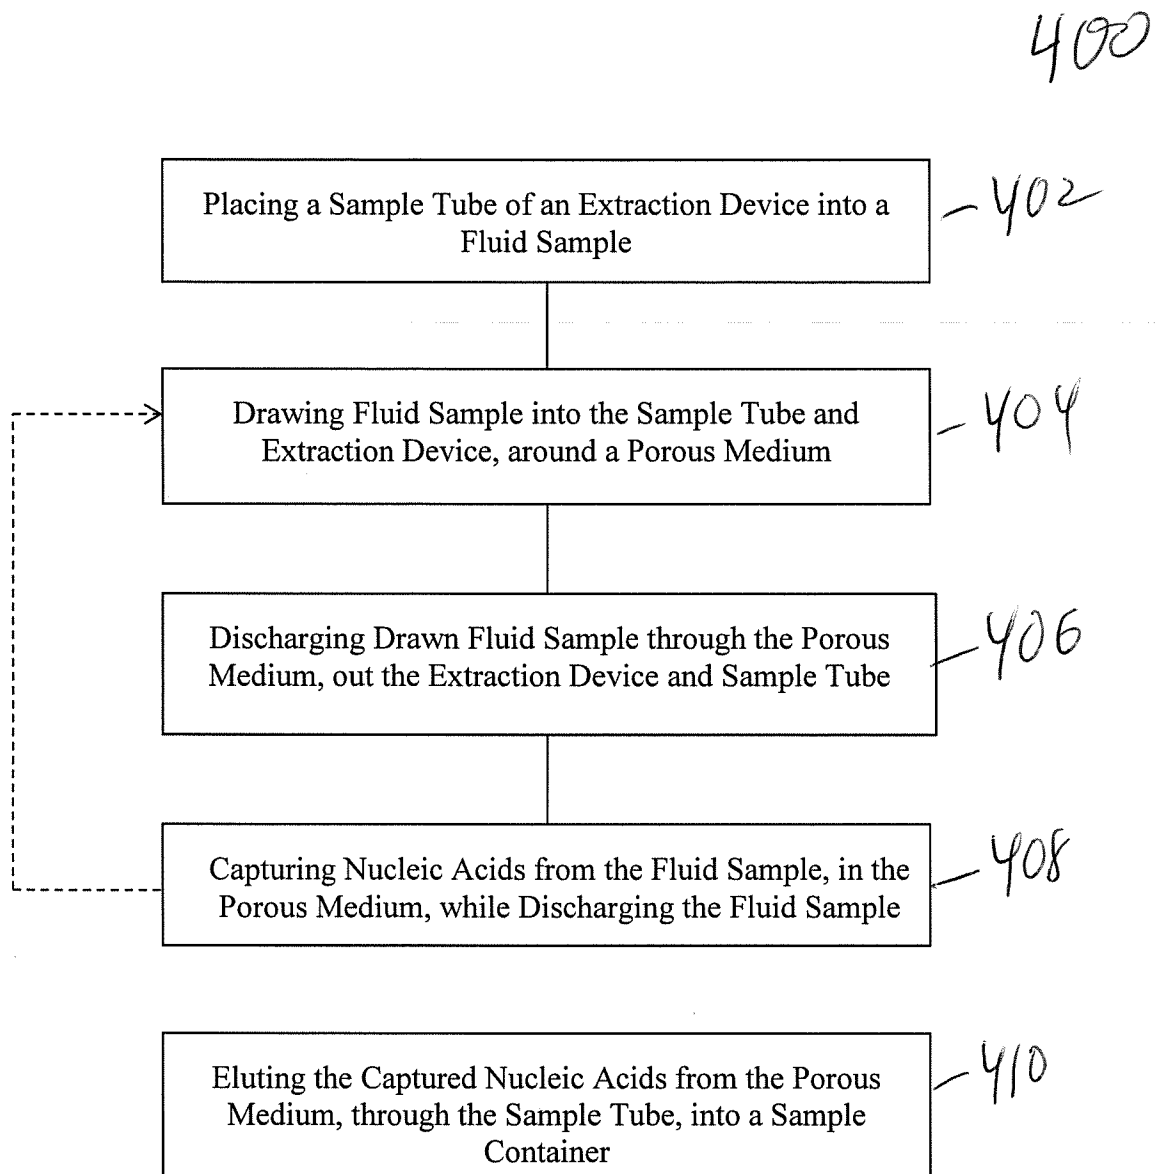 400
Placing a Sample Tube of an Extraction Device into a
Fluid Sample
402
Drawing Fluid Sample into the Sample Tube and
Extraction Device, around a Porous Medium
404
Discharging Drawn Fluid Sample through the Porous
Medium, out the Extraction Device and Sample Tube
406
Capturing Nucleic Acids from the Fluid Sample, in the
Porous Medium, while Discharging the Fluid Sample
408
Eluting the Captured Nucleic Acids from the Porous
Medium, through the Sample Tube, into a Sample
Container
410